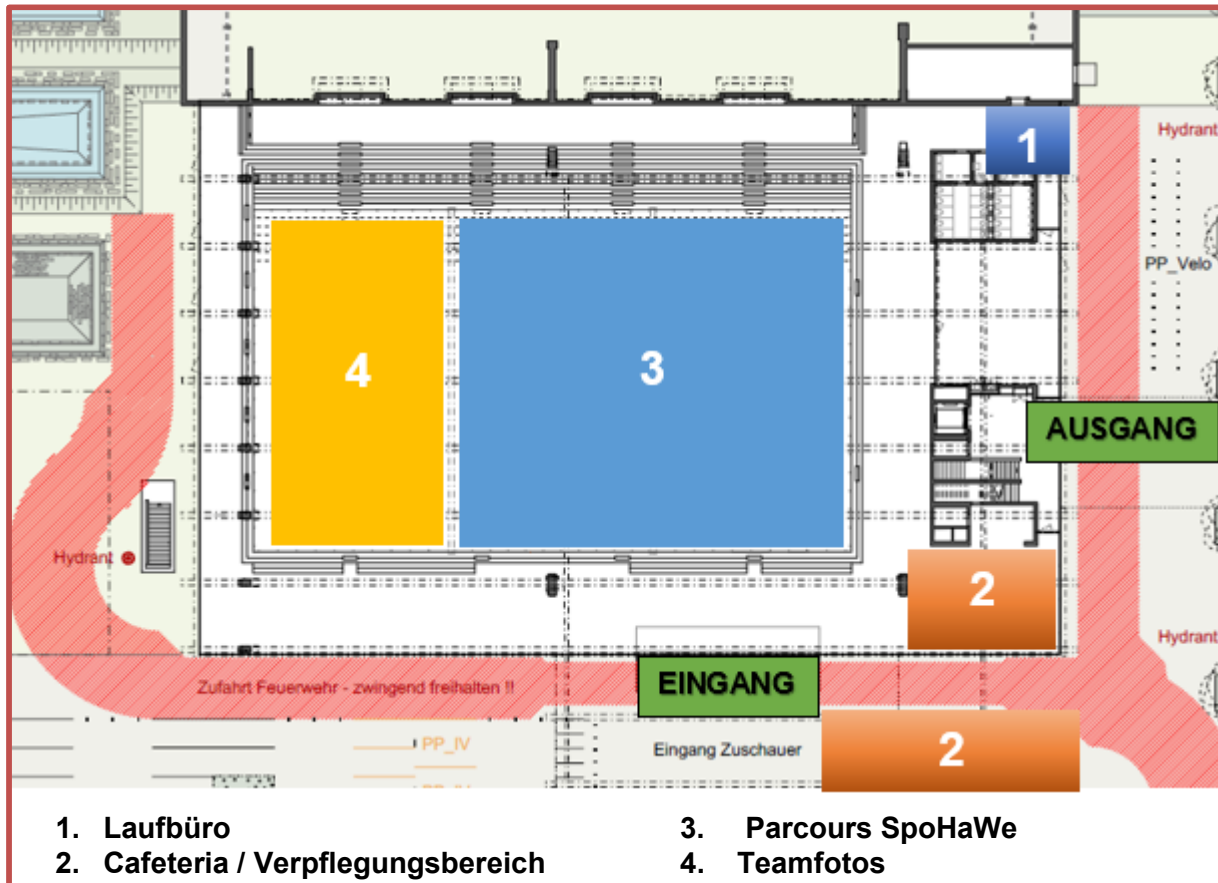 1
Hydrant
PP_Velo
4
3
AUSGANG
Hydrant
2
Hydrant
Zufahrt Feuerwehr - zwingend freihalten !!
EINGANG
PP_IV
Eingang Zuschauer
2
1. Laufbüro
2. Cafeteria / Verpflegungsbereich
3. Parcours SpoHaWe
4. Teamfotos